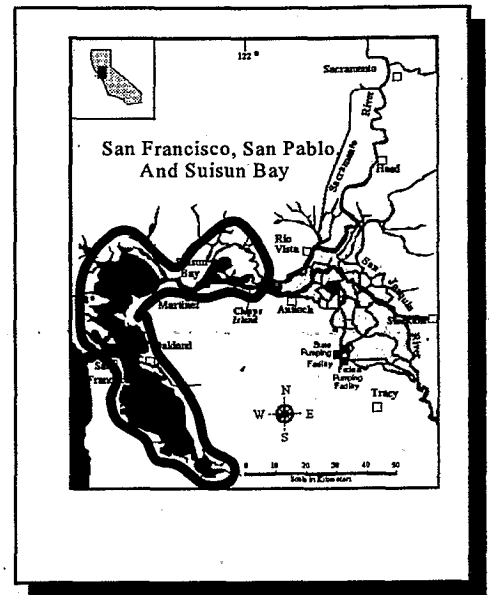 122 °
Sacramento
River
Sacramento
Hood
San Francisco, San Pablo,
And Suisun Bay
Rio
Vista
Bay
San Joaquin
River
Martinez
Chipps
Island
Antioch
Oakland
State
Pumping
Facility
Federal
Pumping
Facility
Tracy
N
W E
S
0 10 20 30 40 50
Scale in Kilometers